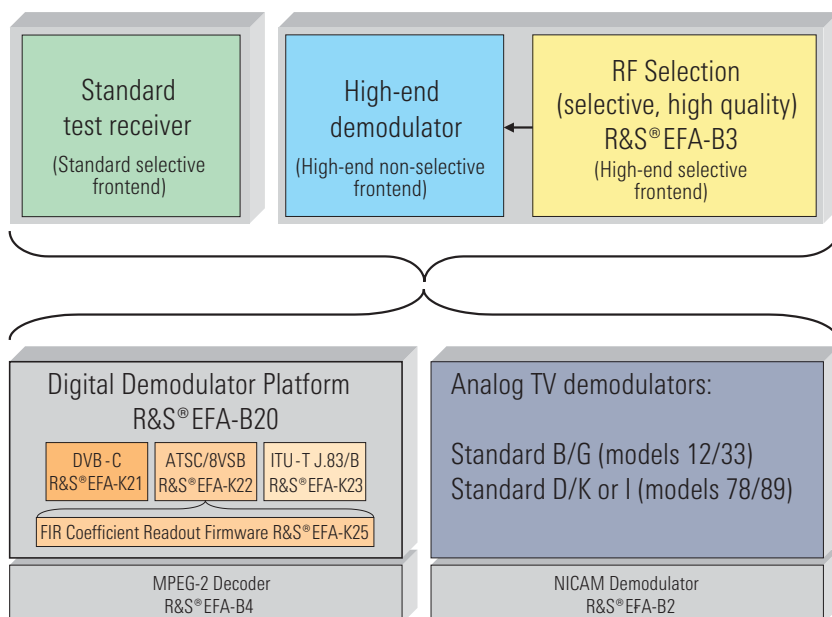 Standard
test receiver
(Standard selective
frontend)
High-end
demodulator
(High-end non-selective
frontend)
RF Selection
(selective, high quality)
R&S®EFA-B3
(High-end selective
frontend)
Digital Demodulator Platform
R&S®EFA-B20
DVB-C
R&S®EFA-K21
ATSC/8VSB
R&S®EFA-K22
ITU-T J.83/B
R&S®EFA-K23
FIR Coefficient Readout Firmware R&S®EFA-K25
MPEG-2 Decoder
R&S®EFA-B4
Analog TV demodulators:
Standard B/G (models 12/33)
Standard D/K or I (models 78/89)
NICAM Demodulator
R&S®EFA-B2